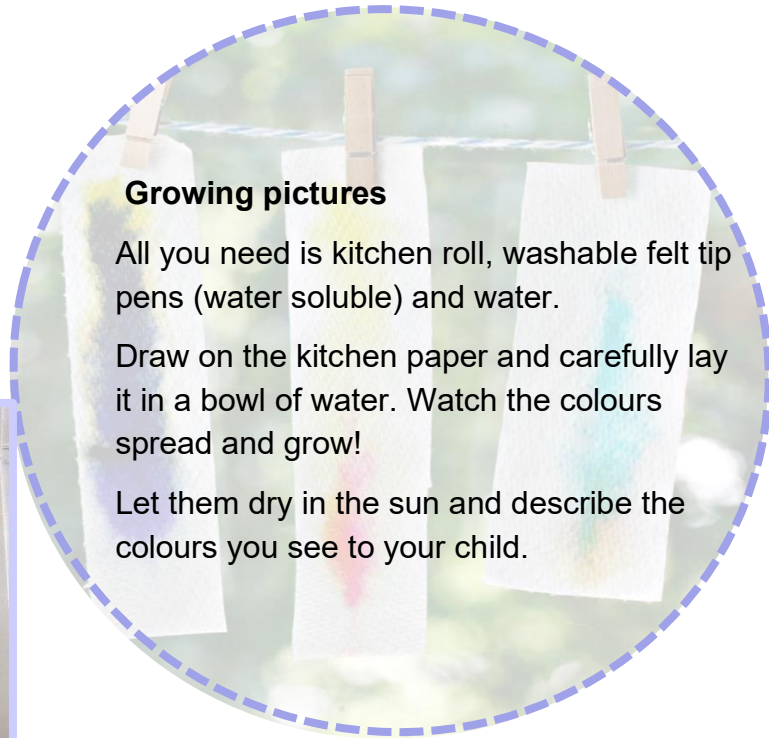 Growing pictures
All you need is kitchen roll, washable felt tip
pens (water soluble) and water.
Draw on the kitchen paper and carefully lay
it in a bowl of water. Watch the colours
spread and grow!
Let them dry in the sun and describe the
colours you see to your child.